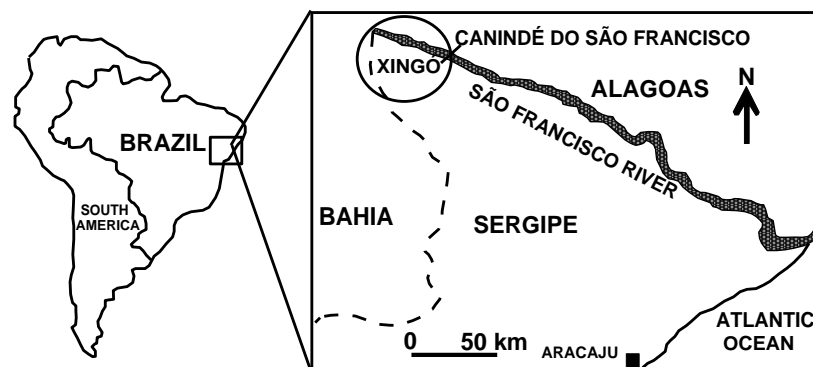 BRAZIL
SOUTH
AMERICA
CANINDÉ DO SÃO FRANCISCO
XINGÓ
ALAGOAS
N
SÃO FRANCISCO RIVER
BAHIA
SERGIPE
ATLANTIC
OCEAN
0 50 km
ARACAJU